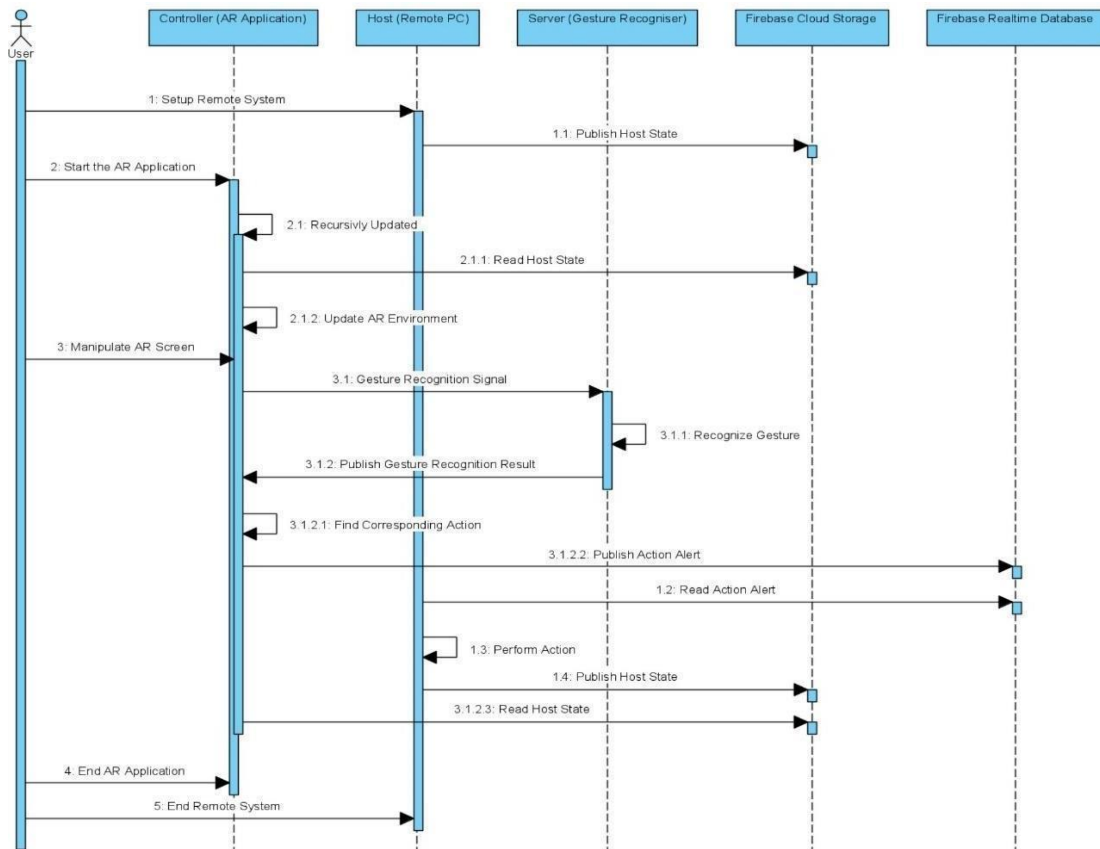 Controller (AR Application)
Host (Remote PC)
Server (Gesture Recogniser)
Firebase Cloud Storage
Firebase Realtime Database
User
1: Setup Remote System
1.1: Publish Host State
2: Start the AR Application
2.1: Recursivly Updated
2.1.1: Read Host State
2.1.2: Update AR Environment
3: Manipulate AR Screen
3.1: Gesture Recognition Signal
3.1.1: Recognize Gesture
3.1.2: Publish Gesture Recognition Result
3.1.2.1: Find Corresponding Action
3.1.2.2: Publish Action Alert
1.2: Read Action Alert
1.3: Perform Action
1.4: Publish Host State
3.1.2.3: Read Host State
4: End AR Application
5: End Remote System